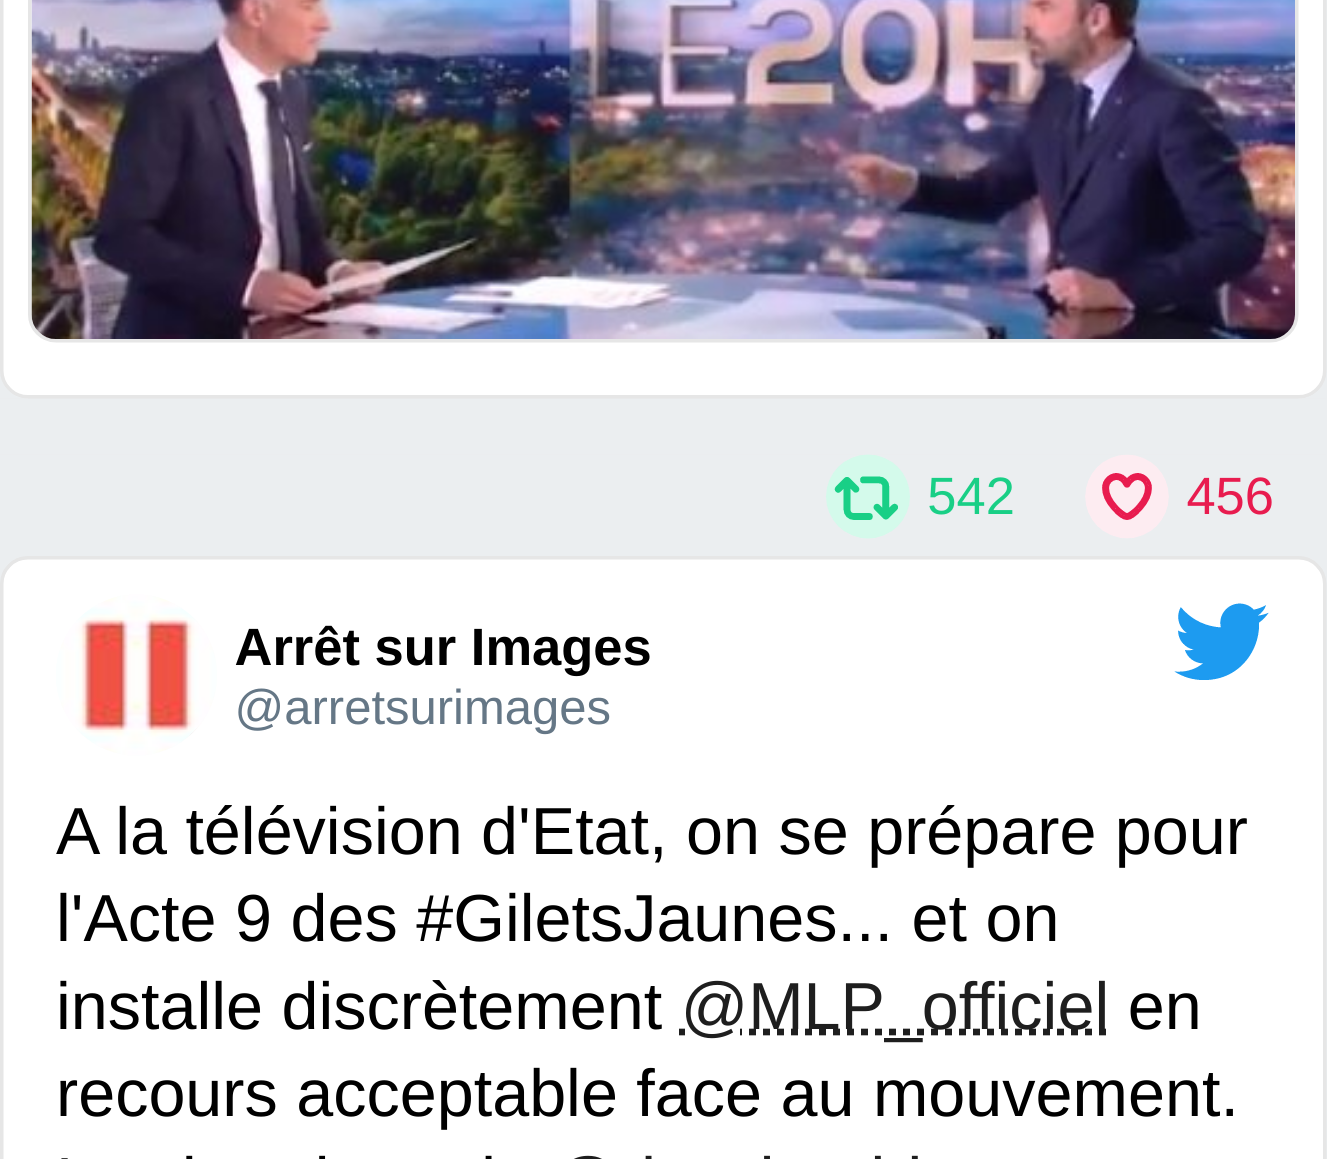 LE20H
542 456
Arrêt sur Images
@arretsurimages
A la télévision d'Etat, on se prépare pour
l'Acte 9 des #GiletsJaunes... et on
installe discrètement @MLP_officiel en
recours acceptable face au mouvement.